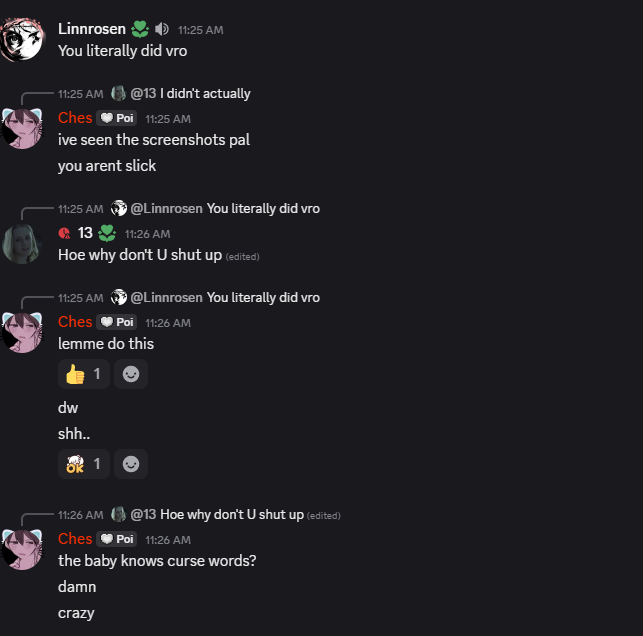 Linnrosen 11:25 AM
You literally did vro
11:25 AM @13 I didn't actually
Ches Poi 11:25 AM
ive seen the screenshots pal
you arent slick
11:25 AM @Linnrosen You literally did vro
13 11:26 AM
Hoe why don't U shut up (edited)
11:25 AM @Linnrosen You literally did vro
Ches Poi 11:26 AM
lemme do this
1
dw
shh..
OK 1
11:26 AM @13 Hoe why don't U shut up (edited)
Ches Poi 11:26 AM
the baby knows curse words?
damn
crazy